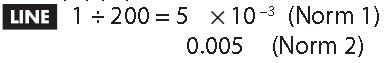 LINE 1 ÷ 200 = 5 ×10⁻³ (Norm 1)
0.005 (Norm 2)